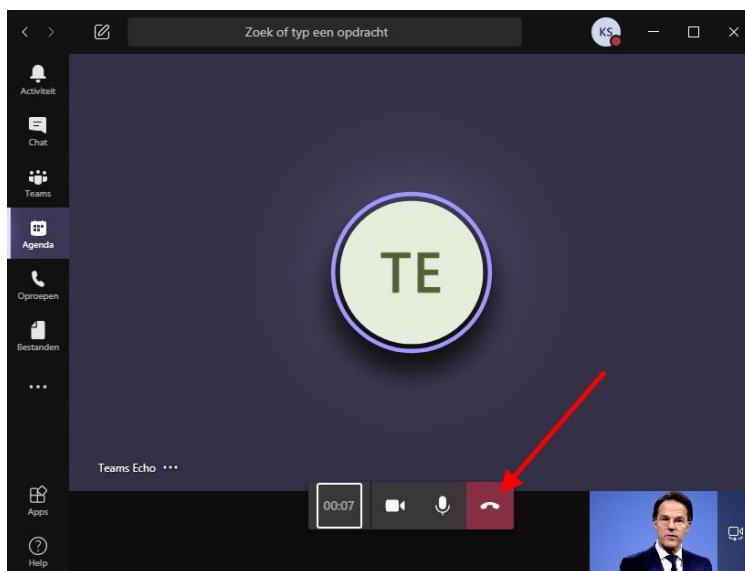 Zoek of typ een opdracht
KS
Activiteit
Chat
Teams
Agenda
Oproepen
Bestanden
TE
Teams Echo
00:07
Apps
Help